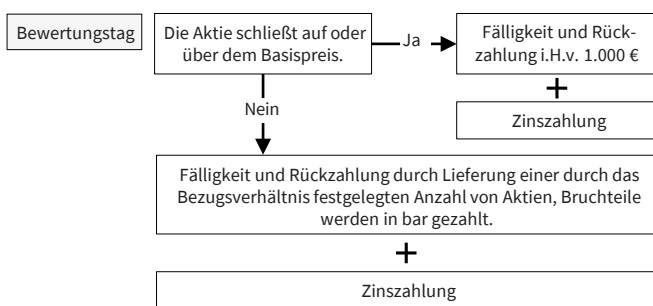 Bewertungstag
Die Aktie schließt auf oder
über dem Basispreis.
Ja
Fälligkeit und Rück-
zahlung i.H.v. 1.000 €
+
Zinszahlung
Nein
Fälligkeit und Rückzahlung durch Lieferung einer durch das
Bezugsverhältnis festgelegten Anzahl von Aktien, Bruchteile
werden in bar gezahlt.
+
Zinszahlung